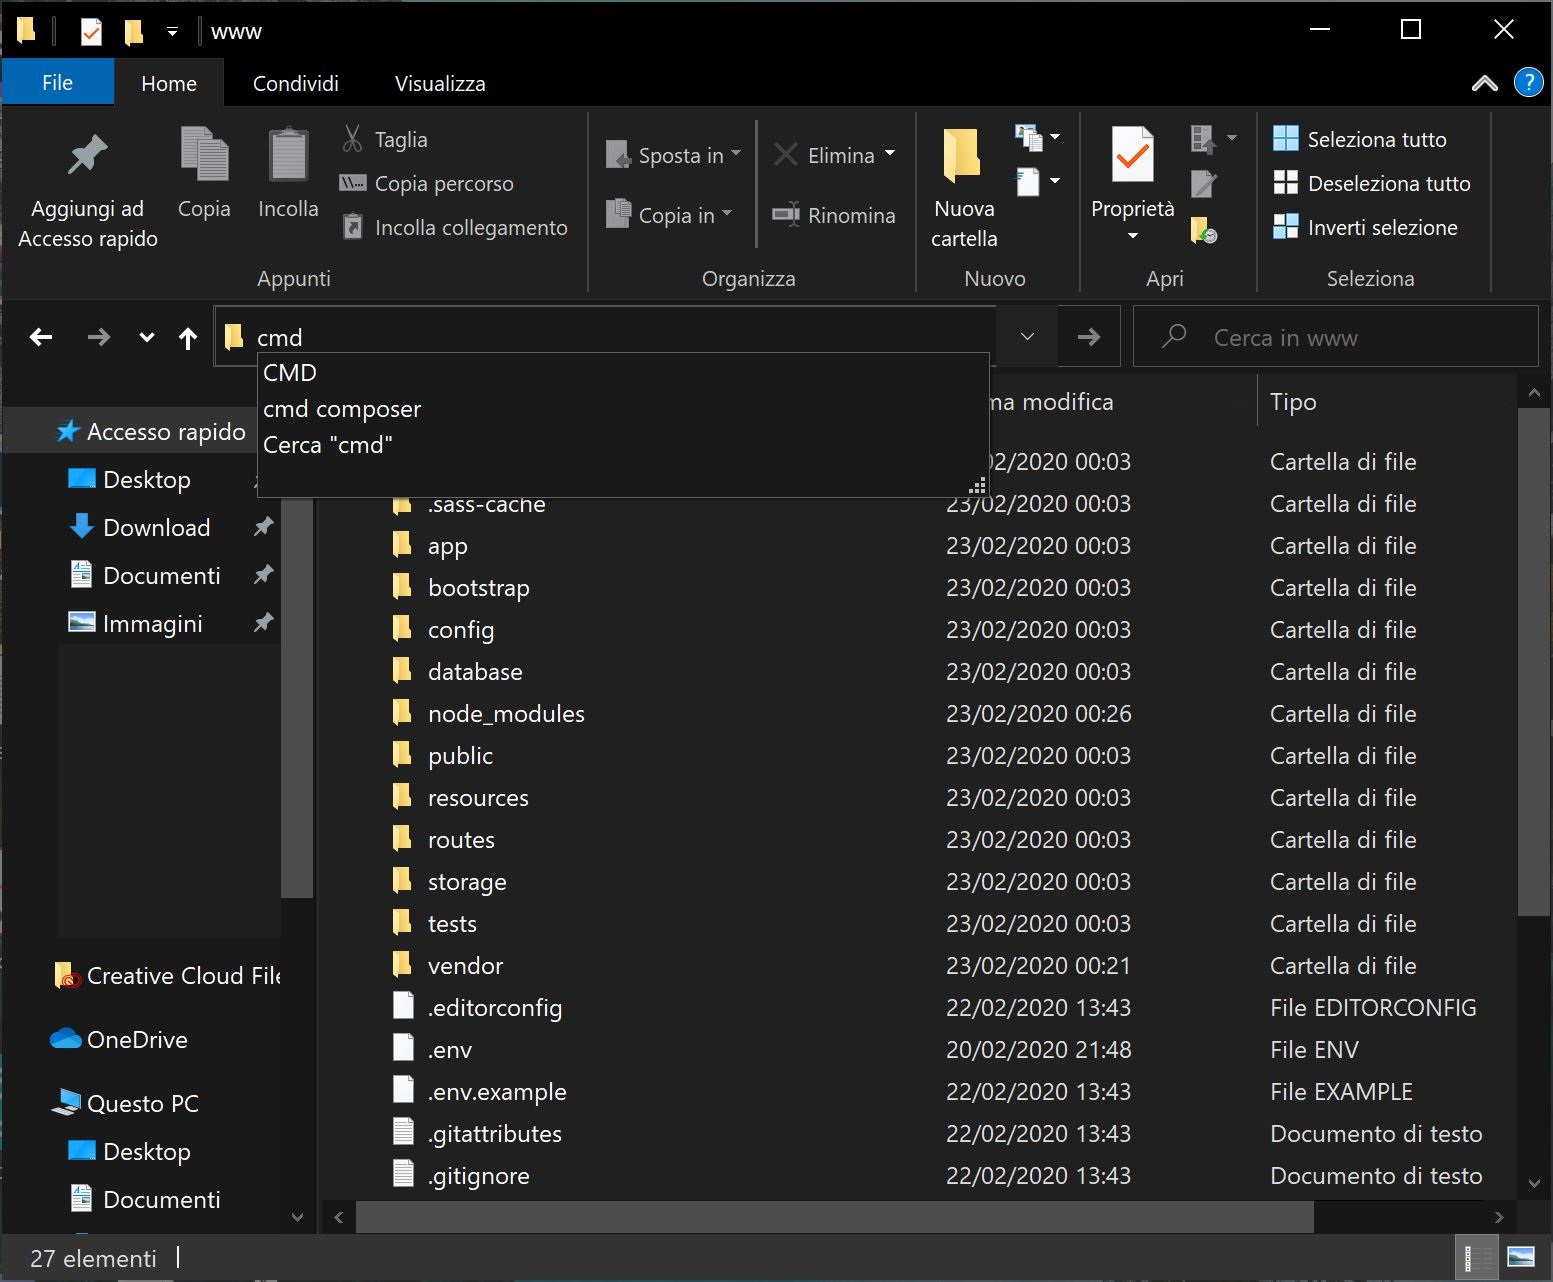 www
File Home Condividi Visualizza
?
Aggiungi ad
Accesso rapido
Copia
Incolla
Taglia
Copia percorso
Incolla collegamento
Appunti
Sposta in
Copia in
Elimina
Rinomina
Organizza
Nuova
cartella
Nuovo
Proprietà
Apri
Seleziona tutto
Deseleziona tutto
Inverti selezione
Seleziona
cmd
Cerca in www
CMD
cmd composer
Cerca "cmd"
Accesso rapido
Desktop
Download
Documenti
Immagini
Creative Cloud File
OneDrive
Questo PC
Desktop
Documenti
ma modifica Tipo
02/2020 00:03 Cartella di file
.sass-cache 23/02/2020 00:03 Cartella di file
app 23/02/2020 00:03 Cartella di file
bootstrap 23/02/2020 00:03 Cartella di file
config 23/02/2020 00:03 Cartella di file
database 23/02/2020 00:03 Cartella di file
node_modules 23/02/2020 00:26 Cartella di file
public 23/02/2020 00:03 Cartella di file
resources 23/02/2020 00:03 Cartella di file
routes 23/02/2020 00:03 Cartella di file
storage 23/02/2020 00:03 Cartella di file
tests 23/02/2020 00:03 Cartella di file
vendor 23/02/2020 00:21 Cartella di file
.editorconfig 22/02/2020 13:43 File EDITORCONFIG
.env 20/02/2020 21:48 File ENV
.env.example 22/02/2020 13:43 File EXAMPLE
.gitattributes 22/02/2020 13:43 Documento di testo
.gitignore 22/02/2020 13:43 Documento di testo
27 elementi